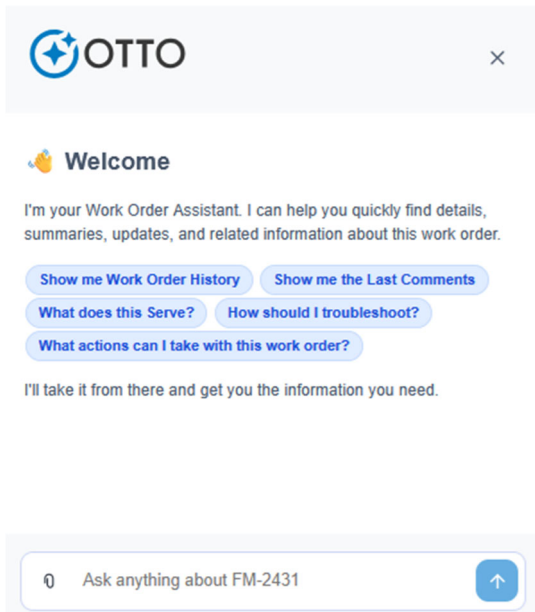 OTTO
Welcome
I'm your Work Order Assistant. I can help you quickly find details,
summaries, updates, and related information about this work order.
Show me Work Order History Show me the Last Comments
What does this Serve? How should I troubleshoot?
What actions can I take with this work order?
I'll take it from there and get you the information you need.
Ask anything about FM-2431